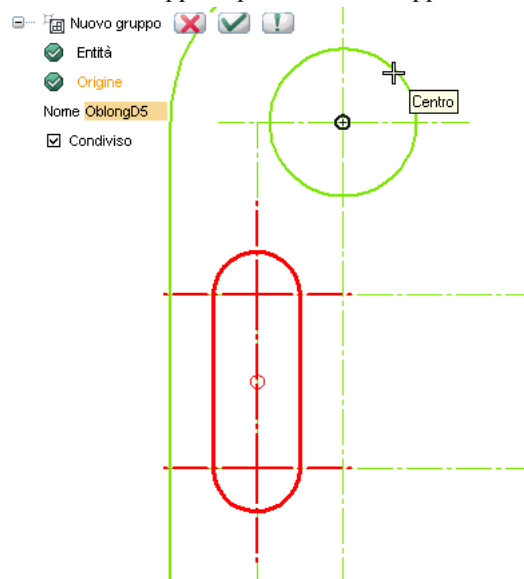 Nuovo gruppo
Entità
Origine
Nome OblongD5
Condiviso
Centro